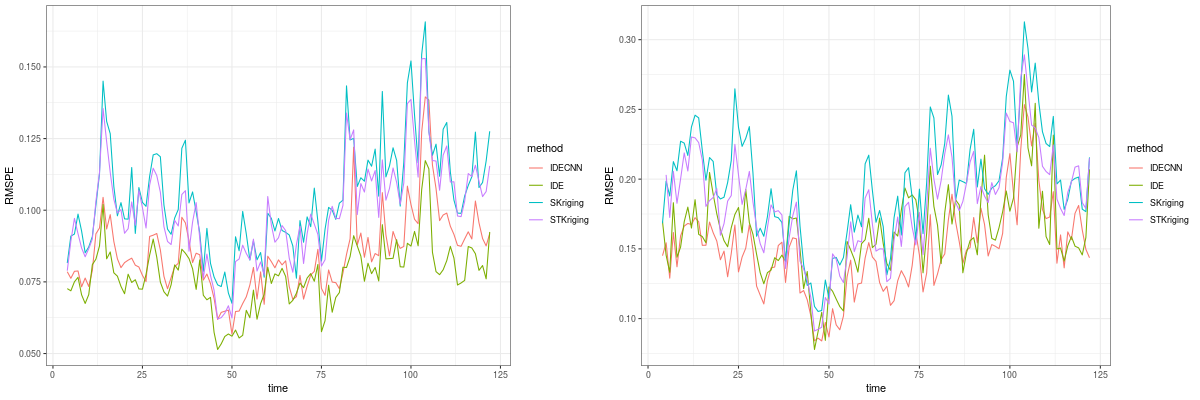 0.150
0.125
0.100
0.075
0.050
RMSPE
0 25 50 75 100 125
time
method
IDECNN
IDE
SKriging
STKriging
0.30
0.25
0.20
0.15
0.10
RMSPE
0 25 50 75 100 125
time
method
IDECNN
IDE
SKriging
STKriging